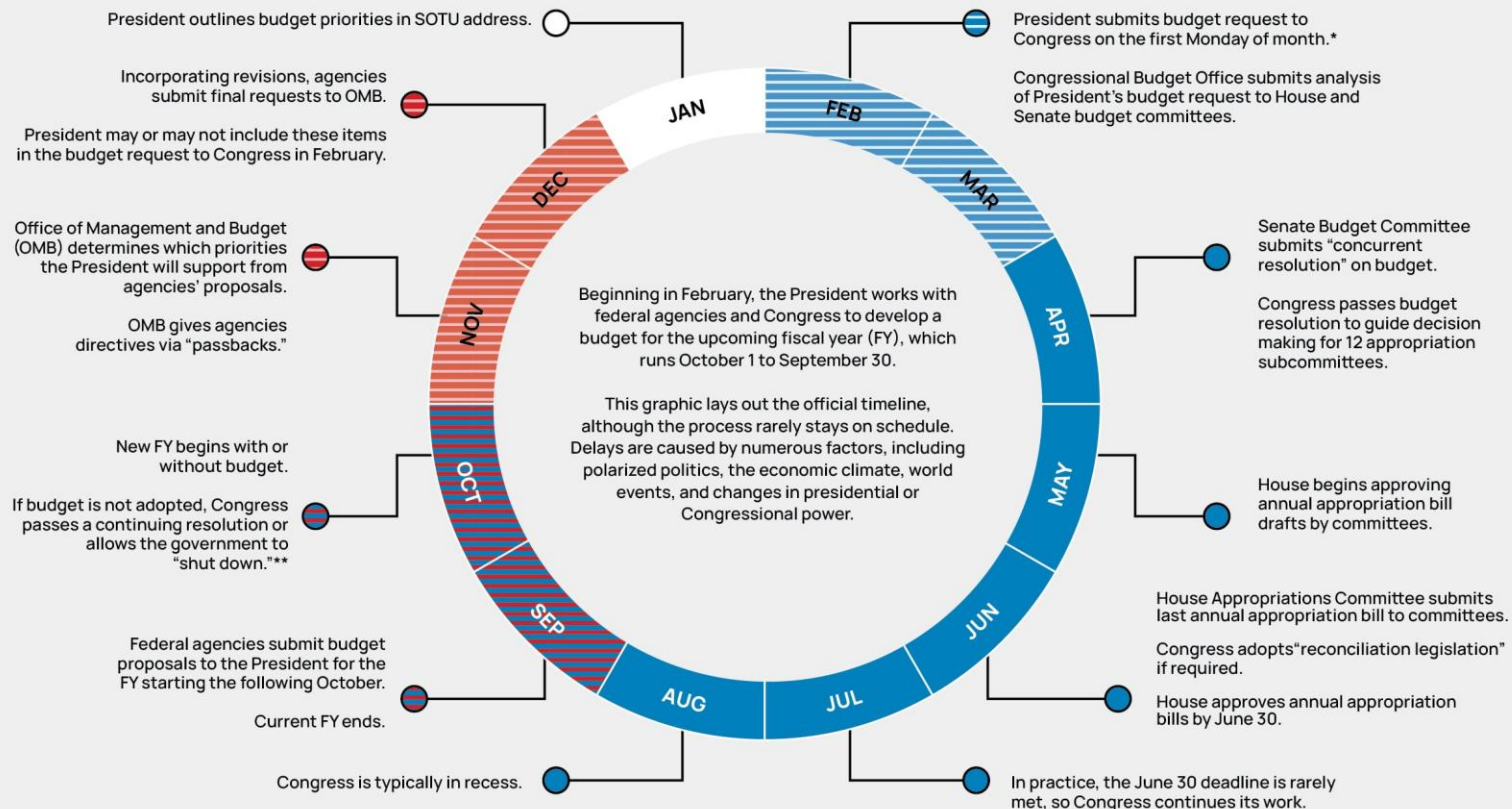 President outlines budget priorities in SOTU address.
President submits budget request to
Congress on the first Monday of month.*
Congressional Budget Office submits analysis
of President's budget request to House and
Senate budget committees.
Incorporating revisions, agencies
submit final requests to OMB.
President may or may not include these items
in the budget request to Congress in February.
JAN
FEB
MAR
APR
MAY
JUN
JUL
AUG
SEP
OCT
NOV
DEC
Senate Budget Committee
submits “concurrent
resolution” on budget.
Congress passes budget
resolution to guide decision
making for 12 appropriation
subcommittees.
Office of Management and Budget
(OMB) determines which priorities
the President will support from
agencies’ proposals.
OMB gives agencies
directives via “passbacks.”
Beginning in February, the President works with
federal agencies and Congress to develop a
budget for the upcoming fiscal year (FY), which
runs October 1 to September 30.
This graphic lays out the official timeline,
although the process rarely stays on schedule.
Delays are caused by numerous factors, including
polarized politics, the economic climate, world
events, and changes in presidential or
Congressional power.
New FY begins with or
without budget.
If budget is not adopted, Congress
passes a continuing resolution or
allows the government to
“shut down.”**
House begins approving
annual appropriation bill
drafts by committees.
House Appropriations Committee submits
last annual appropriation bill to committees.
Congress adopts“reconciliation legislation”
if required.
House approves annual appropriation
bills by June 30.
Federal agencies submit budget
proposals to the President for the
FY starting the following October.
Current FY ends.
Congress is typically in recess.
In practice, the June 30 deadline is rarely
met, so Congress continues its work.